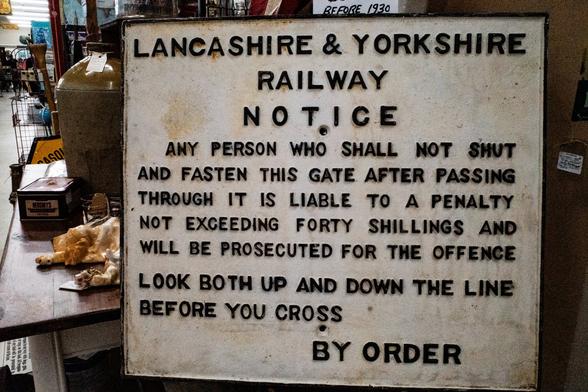 BEFORE 1930
LANCASHIRE & YORKSHIRE
RAILWAY
NOTICE
ANY PERSON WHO SHALL NOT SHUT
AND FASTEN THIS GATE AFTER PASSING
THROUGH IT IS LIABLE TO A PENALTY
NOT EXCEEDING FORTY SHILLINGS AND
WILL BE PROSECUTED FOR THE OFFENCE
LOOK BOTH UP AND DOWN THE LINE
BEFORE YOU CROSS
BY ORDER
HERSHEY'S